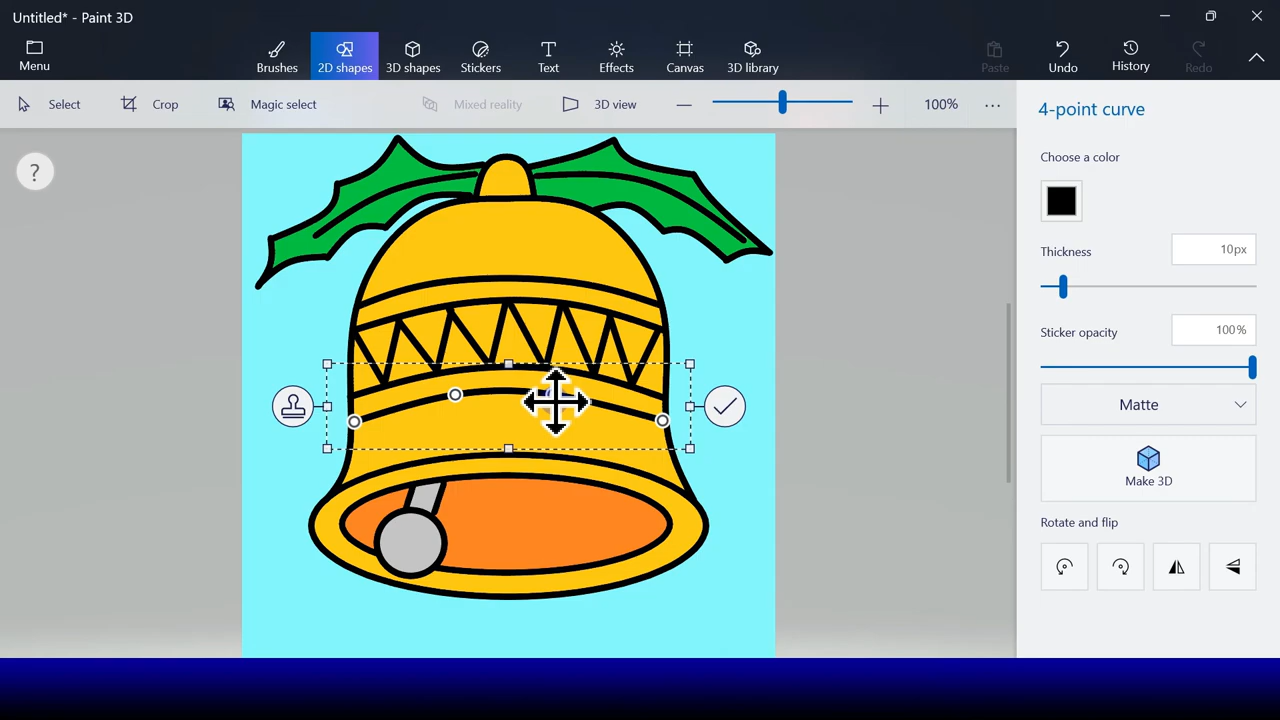 Untitled* - Paint 3D
Menu
Brushes
2D shapes
3D shapes
Stickers
Text
Effects
Canvas
3D library
Paste
Undo
History
Redo
Select
Crop
Magic select
Mixed reality
3D view
100%
4-point curve
?
Choose a color
Thickness
10px
Sticker opacity
100%
Matte
Make 3D
Rotate and flip